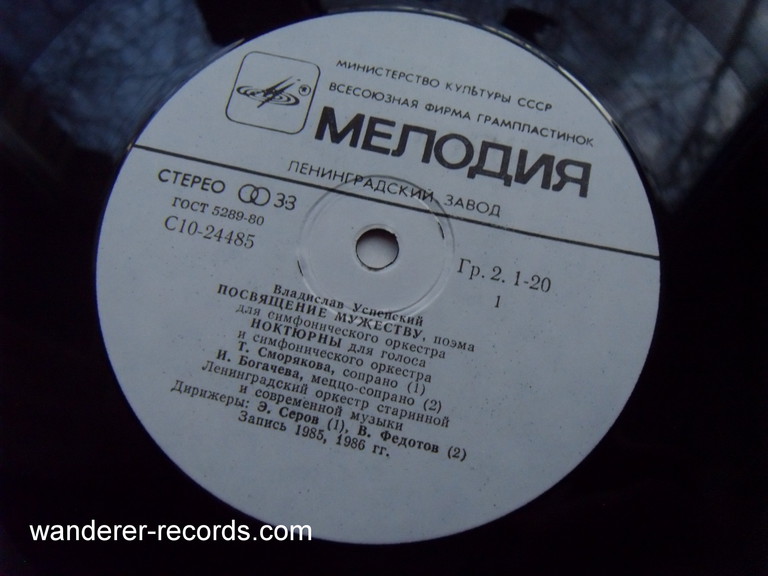 МИНИСТЕРСТВО КУЛЬТУРЫ СССР
ВСЕСОЮЗНАЯ ФИРМА ГРАМПЛАСТИНОК
®
МЕЛОДИЯ
ЛЕНИНГРАДСКИЙ ЗАВОД
СТЕРЕО 33
ГОСТ 5289-80
С10-24485
Гр. 2. 1-20
1
Владислав Успенский
ПОСВЯЩЕНИЕ МУЖЕСТВУ, поэма
для симфонического оркестра
НОКТЮРНЫ для голоса
и симфонического оркестра
Т. Сморякова, сопрано (1)
И. Богачева, меццо-сопрано (2)
Ленинградский оркестр старинной
и современной музыки
Дирижеры: Э. Серов (1), В. Федотов (2)
Запись 1985, 1986 гг.
wanderer-records.com